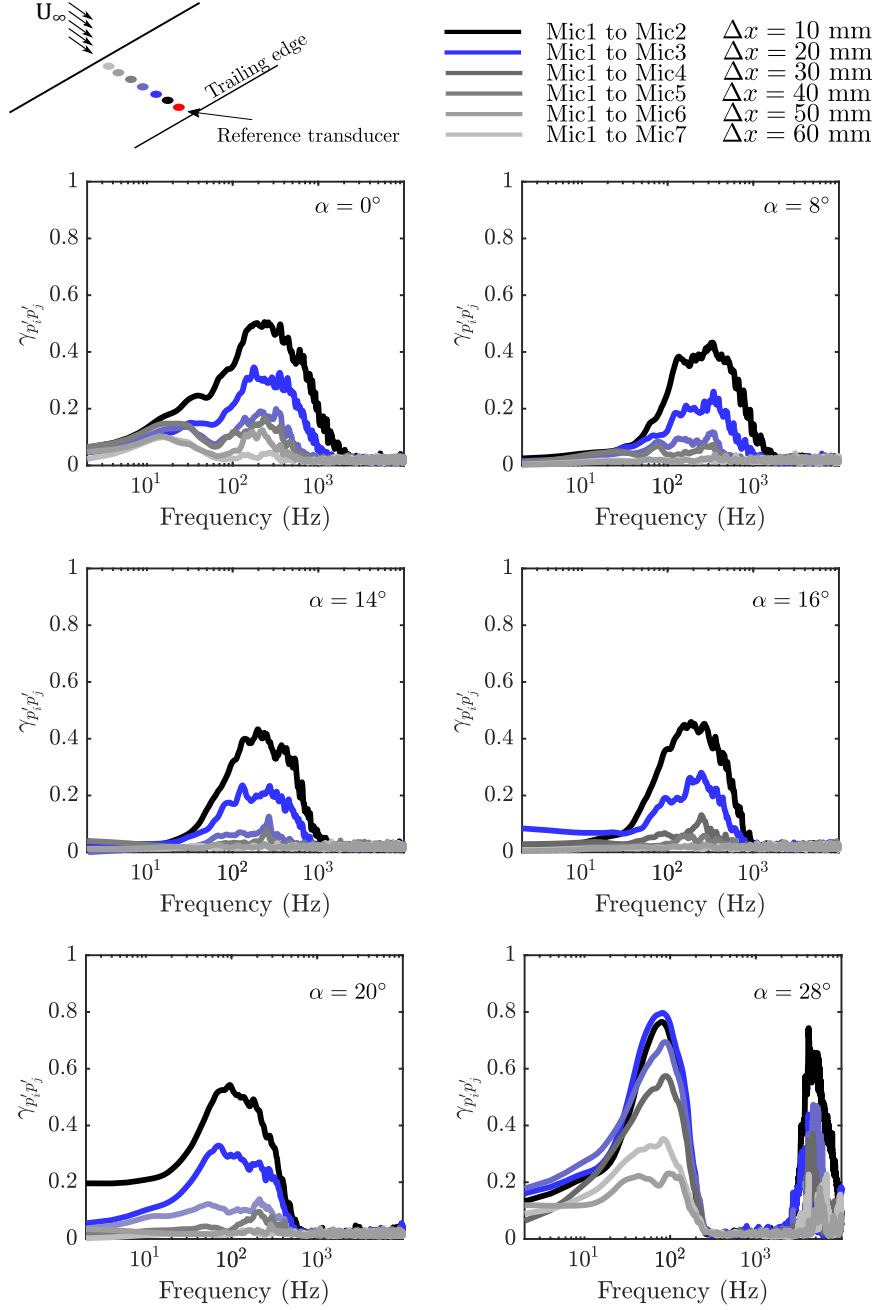 U∞
Trailing edge
Reference transducer
Mic1 to Mic2 Δx = 10 mm
Mic1 to Mic3 Δx = 20 mm
Mic1 to Mic4 Δx = 30 mm
Mic1 to Mic5 Δx = 40 mm
Mic1 to Mic6 Δx = 50 mm
Mic1 to Mic7 Δx = 60 mm
α = 0°
1
0.8
0.6
0.4
0.2
0
γp′ip′j
10¹ 10² 10³
Frequency (Hz)
α = 8°
1
0.8
0.6
0.4
0.2
0
γp′ip′j
10¹ 10² 10³
Frequency (Hz)
α = 14°
1
0.8
0.6
0.4
0.2
0
γp′ip′j
10¹ 10² 10³
Frequency (Hz)
α = 16°
1
0.8
0.6
0.4
0.2
0
γp′ip′j
10¹ 10² 10³
Frequency (Hz)
α = 20°
1
0.8
0.6
0.4
0.2
0
γp′ip′j
10¹ 10² 10³
Frequency (Hz)
α = 28°
1
0.8
0.6
0.4
0.2
0
γp′ip′j
10¹ 10² 10³
Frequency (Hz)